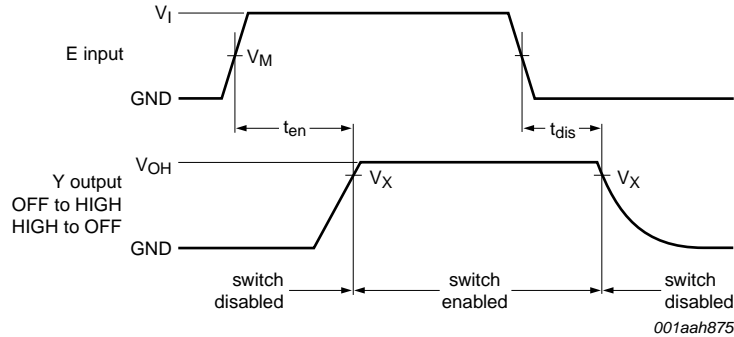 V_I
E input
V_M
GND
t_en
t_dis
V_OH
Y output
OFF to HIGH
HIGH to OFF
V_X
V_X
GND
switch
disabled
switch
enabled
switch
disabled
001aah875